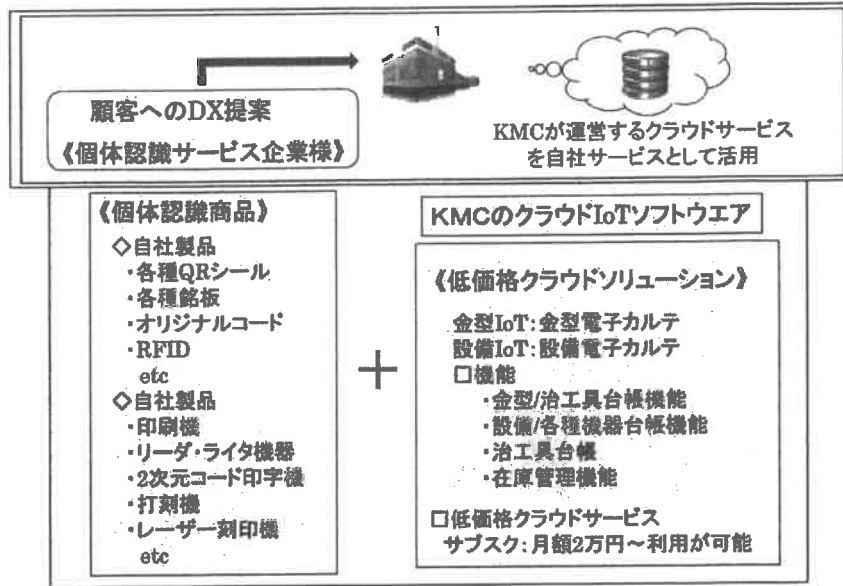 顧客へのDX提案
《個体認識サービス企業様》
KMCが運営するクラウドサービス
を自社サービスとして活用
《個体認識商品》
◇自社製品
・各種QRシール
・各種銘板
・オリジナルコード
・RFID
etc
◇自社製品
・印刷機
・リーダ・ライタ機器
・2次元コード印字機
・打刻機
・レーザー刻印機
etc
＋
KMCのクラウドIoTソフトウエア
《低価格クラウドソリューション》
金型IoT:金型電子カルテ
設備IoT:設備電子カルテ
□機能
・金型/治工具台帳機能
・設備/各種機器台帳機能
・治工具台帳
・在庫管理機能
□低価格クラウドサービス
サブスク:月額2万円～利用が可能